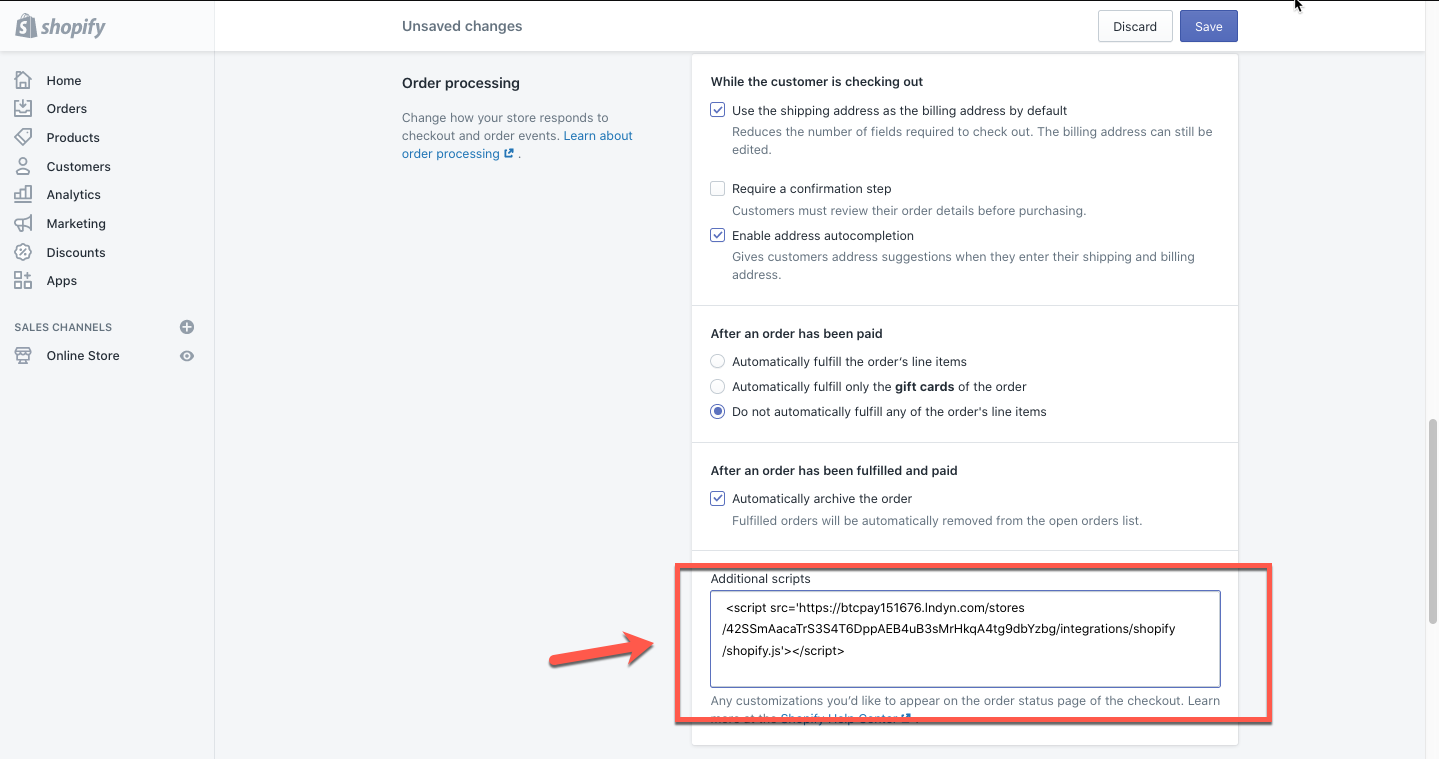 shopify
Unsaved changes
Discard
Save
Home
Orders
Products
Customers
Analytics
Marketing
Discounts
Apps
SALES CHANNELS
Online Store
Order processing
Change how your store responds to
checkout and order events. Learn about
order processing .
While the customer is checking out
Use the shipping address as the billing address by default
Reduces the number of fields required to check out. The billing address can still be
edited.
Require a confirmation step
Customers must review their order details before purchasing.
Enable address autocompletion
Gives customers address suggestions when they enter their shipping and billing
address.
After an order has been paid
Automatically fulfill the order's line items
Automatically fulfill only the gift cards of the order
Do not automatically fulfill any of the order's line items
After an order has been fulfilled and paid
Automatically archive the order
Fulfilled orders will be automatically removed from the open orders list.
Additional scripts
<script src='https://btcpay151676.lndyn.com/stores
/42SSmAacaTrS3S4T6DppAEB4uB3sMrHkqA4tg9dbYzbg/integrations/shopify
/shopify.js'></script>
Any customizations you'd like to appear on the order status page of the checkout. Learn
more at the Shopify Help Center .